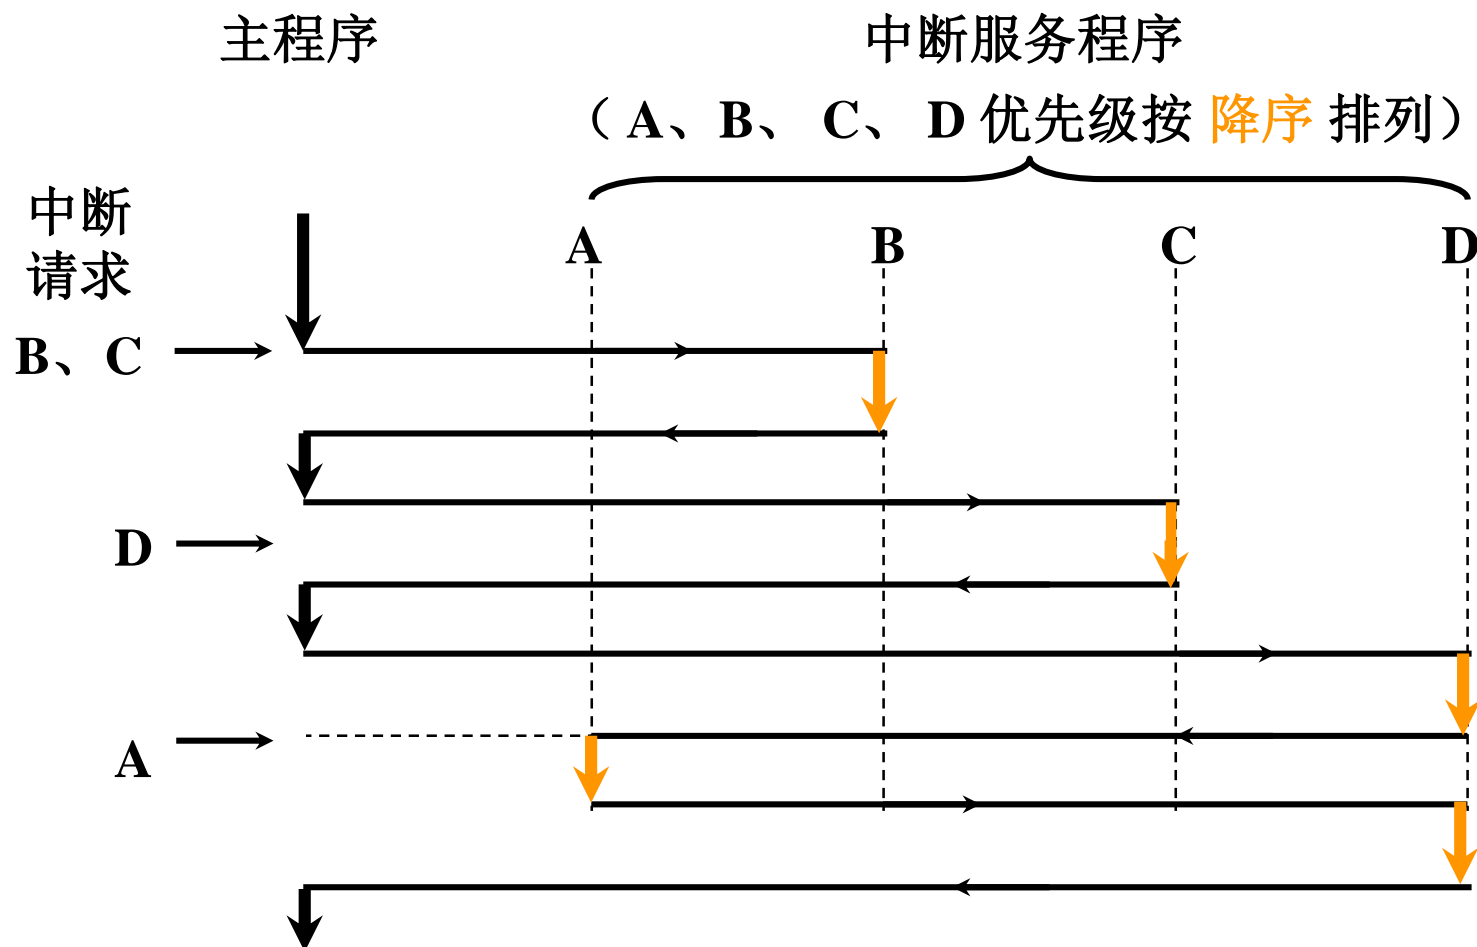 主程序
中断服务程序
（ A、B、 C、 D 优先级按 降序 排列）
中断
请求
A
B
C
D
B、C
D
A